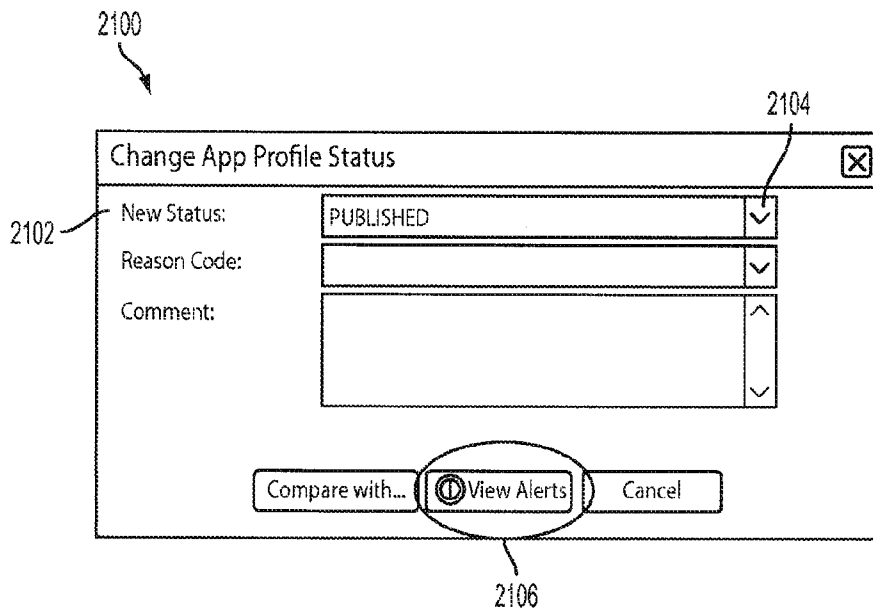 2100
2104
Change App Profile Status
2102
New Status:
PUBLISHED
Reason Code:
Comment:
Compare with...
View Alerts
Cancel
2106